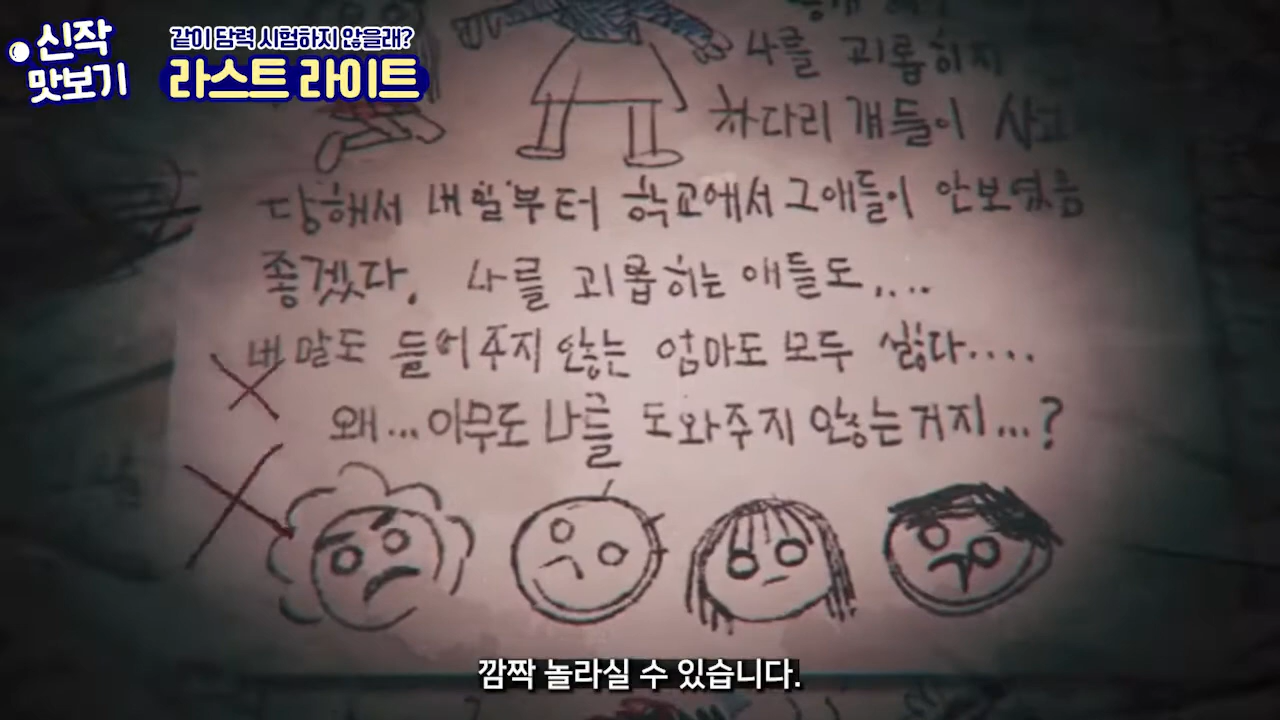 신작
맛보기
같이 담력 시험하지 않을래?
라스트 라이트
나를 괴롭히지
차다리 걔들이 사고
당해서 내일부터 학교에서 그애들이 안보였음
좋겠다. 나를 괴롭히는 애들도....
내말도 들어주지 않는 엄마도 모두 싫다....
왜...아무도 나를 도와주지 않는거지...?
깜짝 놀라실 수 있습니다.